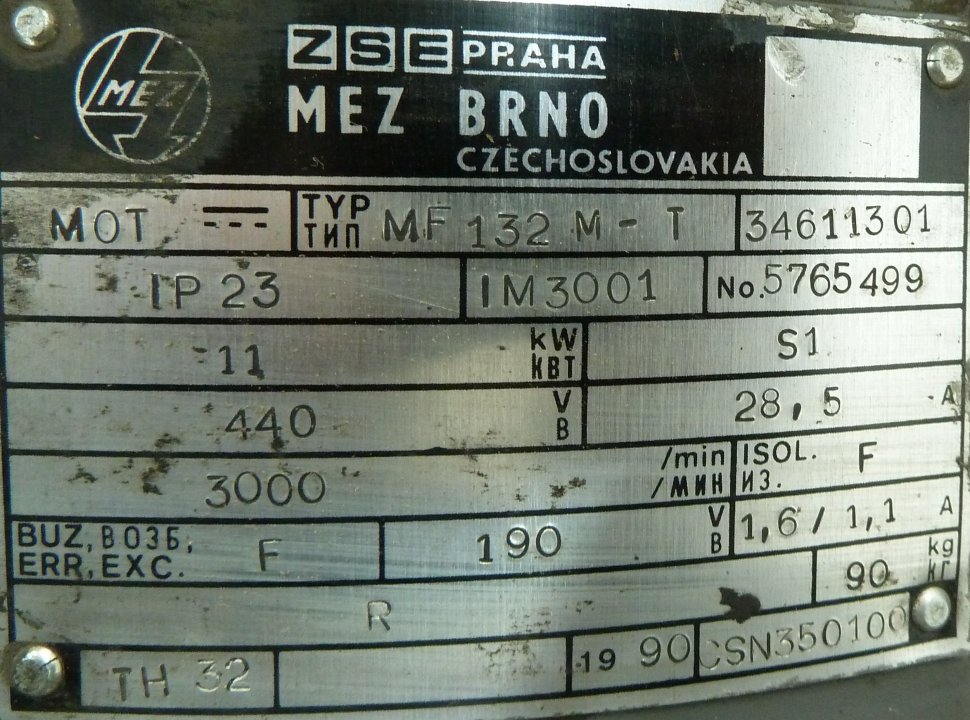 MEZ
ZSE PRAHA
MEZ BRNO
CZECHOSLOVAKIA
MOT TYP ТИП MF 132 M - T 34611301
IP 23 IM3001 No.5765499
11 kW КВТ S1
440 V В 28,5 A
3000 /min /МИН ISOL. ИЗ. F
BUZ, ВОЗБ, ERR, EXC. F 190 V В 1,6 / 1,1 A
90 kg КГ
R
TH 32 19 90 CSN350100